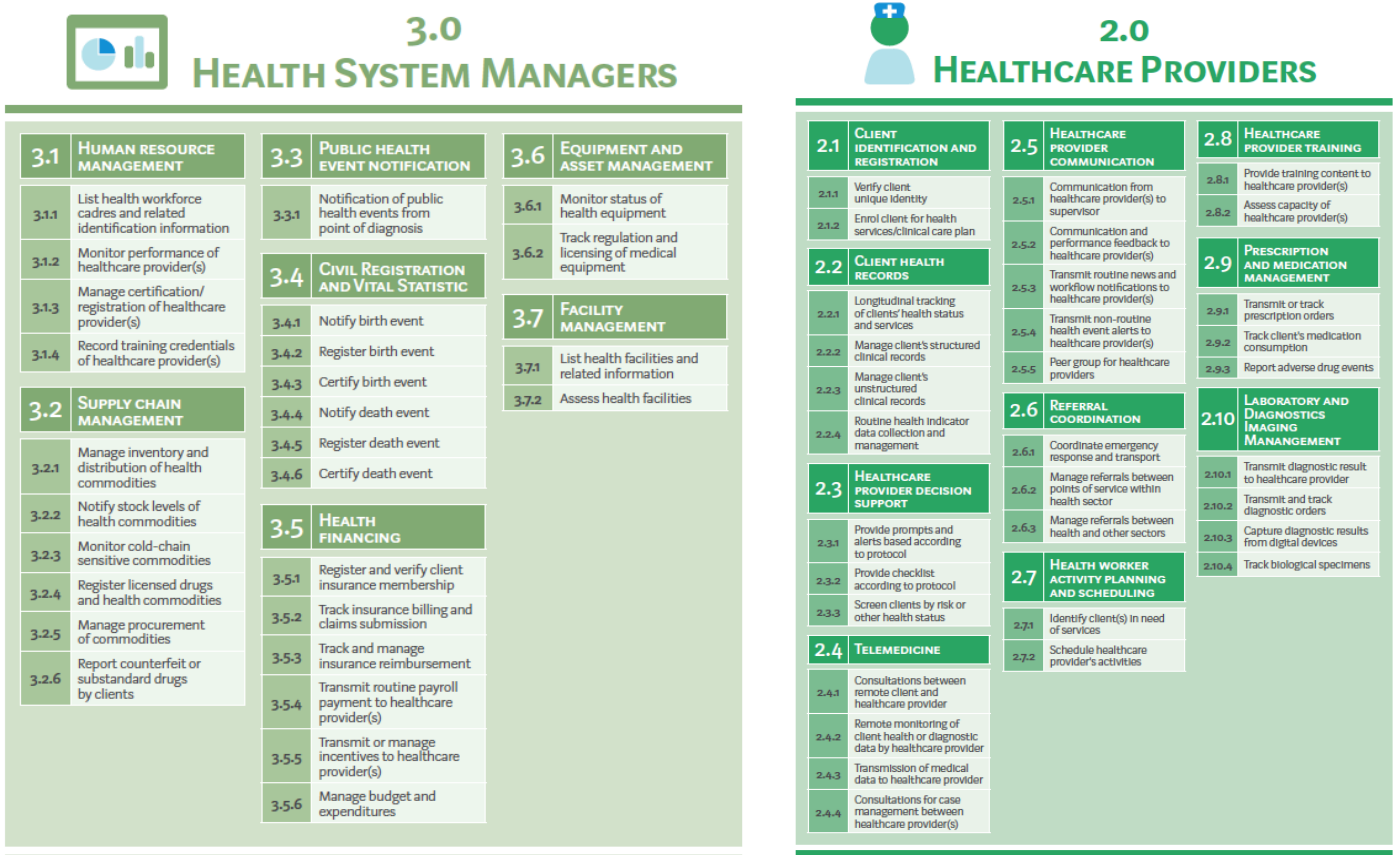 3.0
HEALTH SYSTEM MANAGERS
3.1 HUMAN RESOURCE
MANAGEMENT
3.1.1 List health workforce
cadres and related
identification information
3.1.2 Monitor performance of
healthcare provider(s)
3.1.3 Manage certification/
registration of healthcare
provider(s)
3.1.4 Record training credentials
of healthcare provider(s)
3.2 SUPPLY CHAIN
MANAGEMENT
3.2.1 Manage inventory and
distribution of health
commodities
3.2.2 Notify stock levels of
health commodities
3.2.3 Monitor cold-chain
sensitive commodities
3.2.4 Register licensed drugs
and health commodities
3.2.5 Manage procurement
of commodities
3.2.6 Report counterfeit or
substandard drugs
by clients
3.3 PUBLIC HEALTH
EVENT NOTIFICATION
3.3.1 Notification of public
health events from
point of diagnosis
3.4 CIVIL REGISTRATION
AND VITAL STATISTIC
3.4.1 Notify birth event
3.4.2 Register birth event
3.4.3 Certify birth event
3.4.4 Notify death event
3.4.5 Register death event
3.4.6 Certify death event
3.5 HEALTH
FINANCING
3.5.1 Register and verify client
insurance membership
3.5.2 Track insurance billing and
claims submission
3.5.3 Track and manage
insurance reimbursement
3.5.4 Transmit routine payroll
payment to healthcare
provider(s)
3.5.5 Transmit or manage
incentives to healthcare
provider(s)
3.5.6 Manage budget and
expenditures
3.6 EQUIPMENT AND
ASSET MANAGEMENT
3.6.1 Monitor status of
health equipment
3.6.2 Track regulation and
licensing of medical
equipment
3.7 FACILITY
MANAGEMENT
3.7.1 List health facilities and
related information
3.7.2 Assess health facilities
2.0
HEALTHCARE PROVIDERS
2.1 CLIENT
IDENTIFICATION AND
REGISTRATION
2.1.1 Verify client
unique identity
2.1.2 Enrol client for health
services/clinical care plan
2.2 CLIENT HEALTH
RECORDS
2.2.1 Longitudinal tracking
of clients' health status
and services
2.2.2 Manage client's structured
clinical records
2.2.3 Manage client's
unstructured
clinical records
2.2.4 Routine health indicator
data collection and
management
2.3 HEALTHCARE
PROVIDER DECISION
SUPPORT
2.3.1 Provide prompts and
alerts based according
to protocol
2.3.2 Provide checklist
according to protocol
2.3.3 Screen clients by risk or
other health status
2.4 TELEMEDICINE
2.4.1 Consultations between
remote client and
healthcare provider
2.4.2 Remote monitoring of
client health or diagnostic
data by healthcare provider
2.4.3 Transmission of medical
data to healthcare provider
2.4.4 Consultations for case
management between
healthcare provider(s)
2.5 HEALTHCARE
PROVIDER
COMMUNICATION
2.5.1 Communication from
healthcare provider(s) to
supervisor
2.5.2 Communication and
performance feedback to
healthcare provider(s)
2.5.3 Transmit routine news and
workflow notifications to
healthcare provider(s)
2.5.4 Transmit non-routine
health event alerts to
healthcare provider(s)
2.5.5 Peer group for healthcare
providers
2.6 REFERRAL
COORDINATION
2.6.1 Coordinate emergency
response and transport
2.6.2 Manage referrals between
points of service within
health sector
2.6.3 Manage referrals between
health and other sectors
2.7 HEALTH WORKER
ACTIVITY PLANNING
AND SCHEDULING
2.7.1 Identify client(s) in need
of services
2.7.2 Schedule healthcare
provider's activities
2.8 HEALTHCARE
PROVIDER TRAINING
2.8.1 Provide training content to
healthcare provider(s)
2.8.2 Assess capacity of
healthcare provider(s)
2.9 PRESCRIPTION
AND MEDICATION
MANAGEMENT
2.9.1 Transmit or track
prescription orders
2.9.2 Track client's medication
consumption
2.9.3 Report adverse drug events
2.10 LABORATORY AND
DIAGNOSTICS
IMAGING
MANANGEMENT
2.10.1 Transmit diagnostic result
to healthcare provider
2.10.2 Transmit and track
diagnostic orders
2.10.3 Capture diagnostic results
from digital devices
2.10.4 Track biological specimens